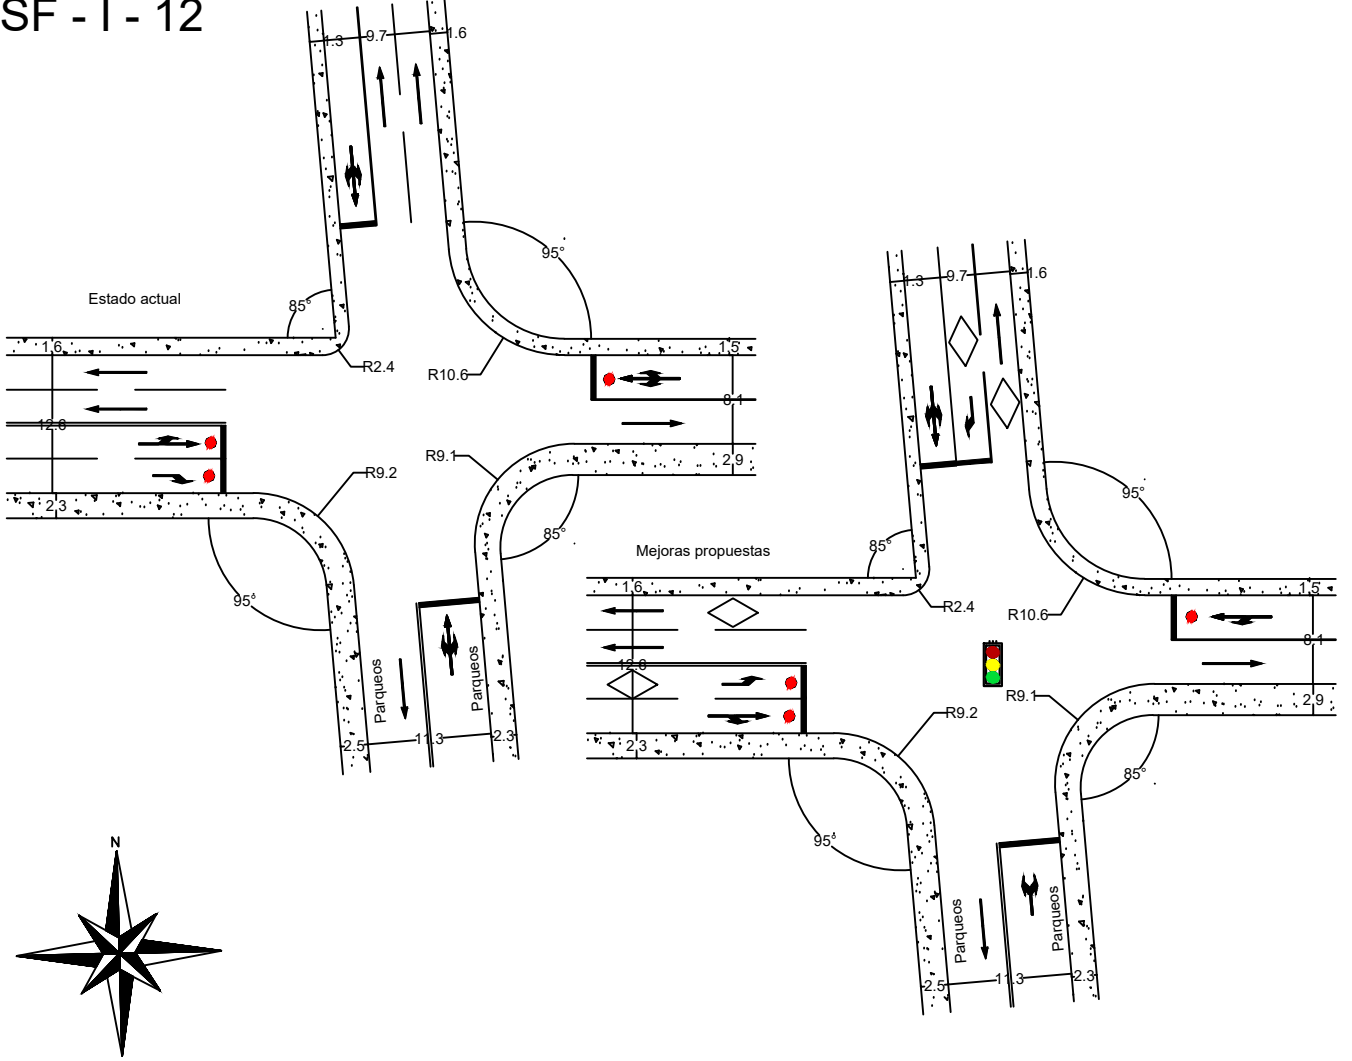 SF - I - 12
1.3
9.7
1.6
95°
Estado actual
85°
1.6
R2.4
R10.6
1.5
8.1
12.6
R9.1
2.9
R9.2
2.3
85°
95°
Parqueos
Parqueos
2.5
11.3
2.3
1.3
9.7
1.6
95°
Mejoras propuestas
85°
1.6
R2.4
R10.6
1.5
8.1
12.6
R9.1
2.9
R9.2
2.3
85°
95°
Parqueos
Parqueos
2.5
11.3
2.3
N